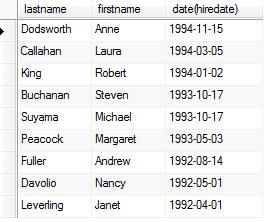 lastname firstname date(hiredate)
Dodsworth Anne 1994-11-15
Callahan Laura 1994-03-05
King Robert 1994-01-02
Buchanan Steven 1993-10-17
Suyama Michael 1993-10-17
Peacock Margaret 1993-05-03
Fuller Andrew 1992-08-14
Davolio Nancy 1992-05-01
Leverling Janet 1992-04-01